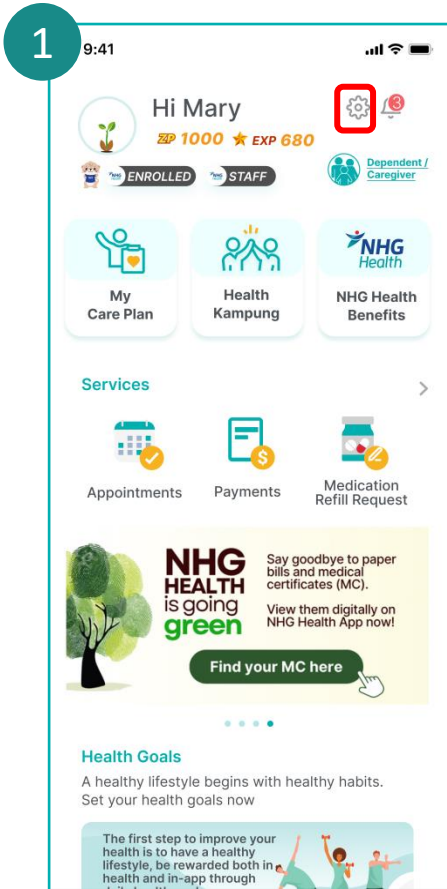 1
9:41
Hi Mary
3
ZP 1000 EXP 680
ENROLLED
STAFF
Dependent /
Caregiver
My
Care Plan
Health
Kampung
NHG
Health
NHG Health
Benefits
Services
Appointments
Payments
Medication
Refill Request
NHG
HEALTH
is going
green
Say goodbye to paper
bills and medical
certificates (MC).
View them digitally on
NHG Health App now!
Find your MC here
Health Goals
A healthy lifestyle begins with healthy habits.
Set your health goals now
The first step to improve your
health is to have a healthy
lifestyle, be rewarded both in
health and in-app through